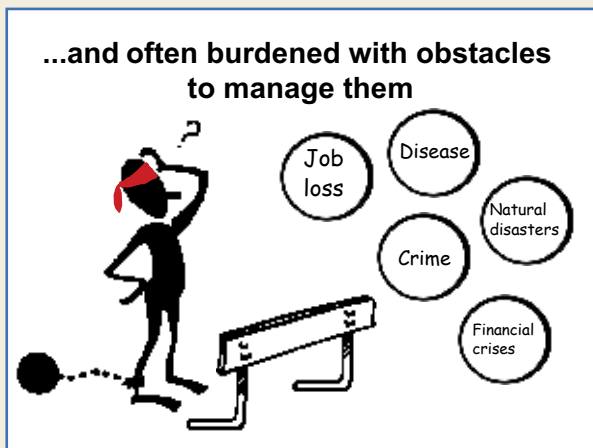 ...and often burdened with obstacles
to manage them
?
Job
loss
Disease
Natural
disasters
Crime
Financial
crises